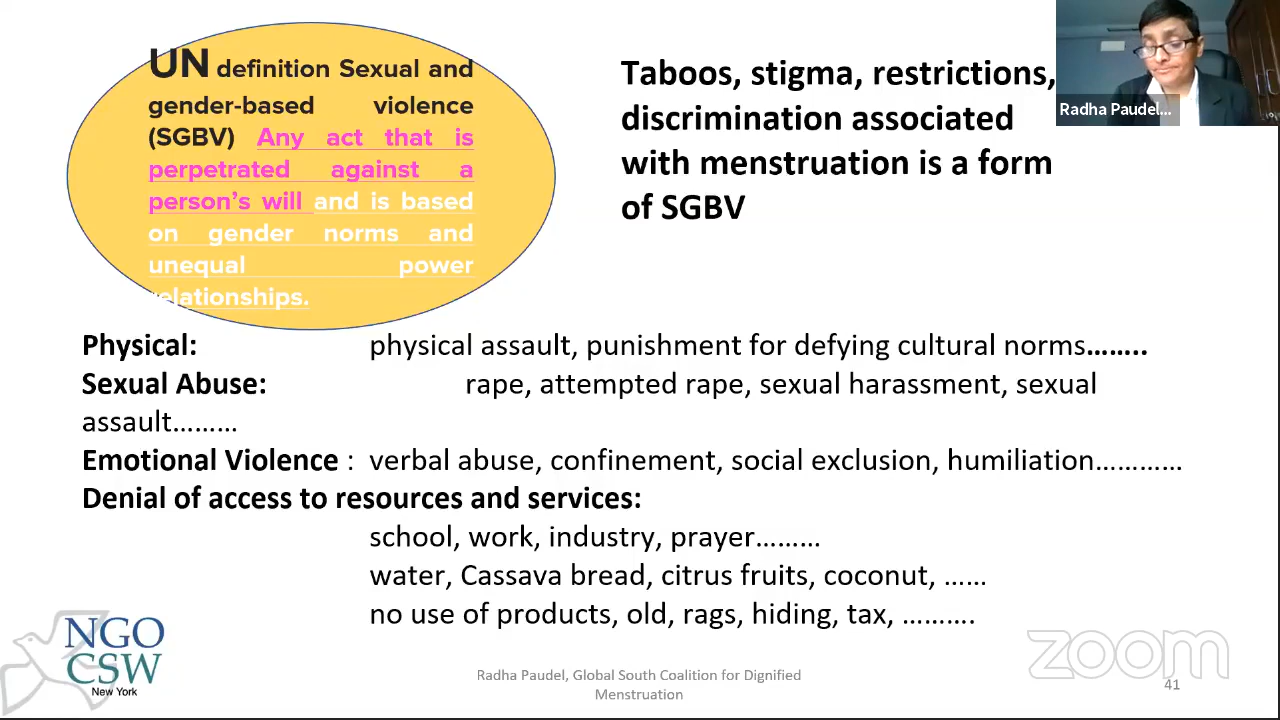 UN definition Sexual and
gender-based violence
(SGBV) Any act that is
perpetrated against a
person's will and is based
on gender norms and
unequal power
relationships.
Taboos, stigma, restrictions,
discrimination associated
with menstruation is a form
of SGBV
Radha Paudel...
Physical: physical assault, punishment for defying cultural norms……..
Sexual Abuse: rape, attempted rape, sexual harassment, sexual
assault………
Emotional Violence : verbal abuse, confinement, social exclusion, humiliation…………
Denial of access to resources and services:
school, work, industry, prayer………
water, Cassava bread, citrus fruits, coconut, ……
no use of products, old, rags, hiding, tax, ……….
NGO
CSW
New York
Radha Paudel, Global South Coalition for Dignified
Menstruation
zoom
41